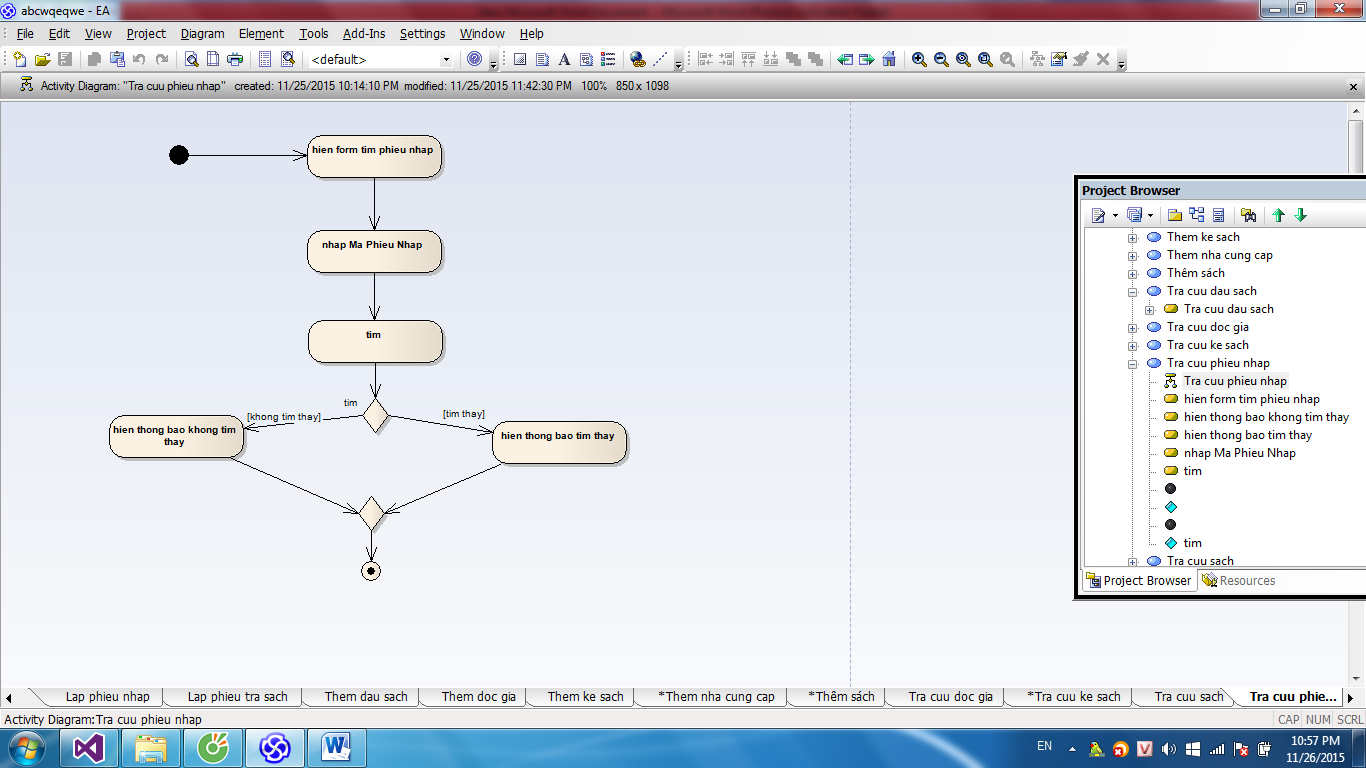 abcwqeqwe - EA
File Edit View Project Diagram Element Tools Add-Ins Settings Window Help
<default>
Activity Diagram: "Tra cuu phieu nhap" created: 11/25/2015 10:14:10 PM modified: 11/25/2015 11:42:30 PM 100% 850 x 1098
hien form tim phieu nhap
nhap Ma Phieu Nhap
tim
tim
[khong tim thay]
[tim thay]
hien thong bao khong tim
thay
hien thong bao tim thay
Project Browser
Them ke sach
Them nha cung cap
Thêm sách
Tra cuu dau sach
Tra cuu dau sach
Tra cuu doc gia
Tra cuu ke sach
Tra cuu phieu nhap
Tra cuu phieu nhap
hien form tim phieu nhap
hien thong bao khong tim thay
hien thong bao tim thay
nhap Ma Phieu Nhap
tim
tim
Tra cuu sach
Project Browser Resources
Lap phieu nhap Lap phieu tra sach Them dau sach Them doc gia Them ke sach *Them nha cung cap *Thêm sách Tra cuu doc gia *Tra cuu ke sach Tra cuu sach Tra cuu phie...
Activity Diagram:Tra cuu phieu nhap CAP NUM SCRL
EN
10:57 PM
11/26/2015